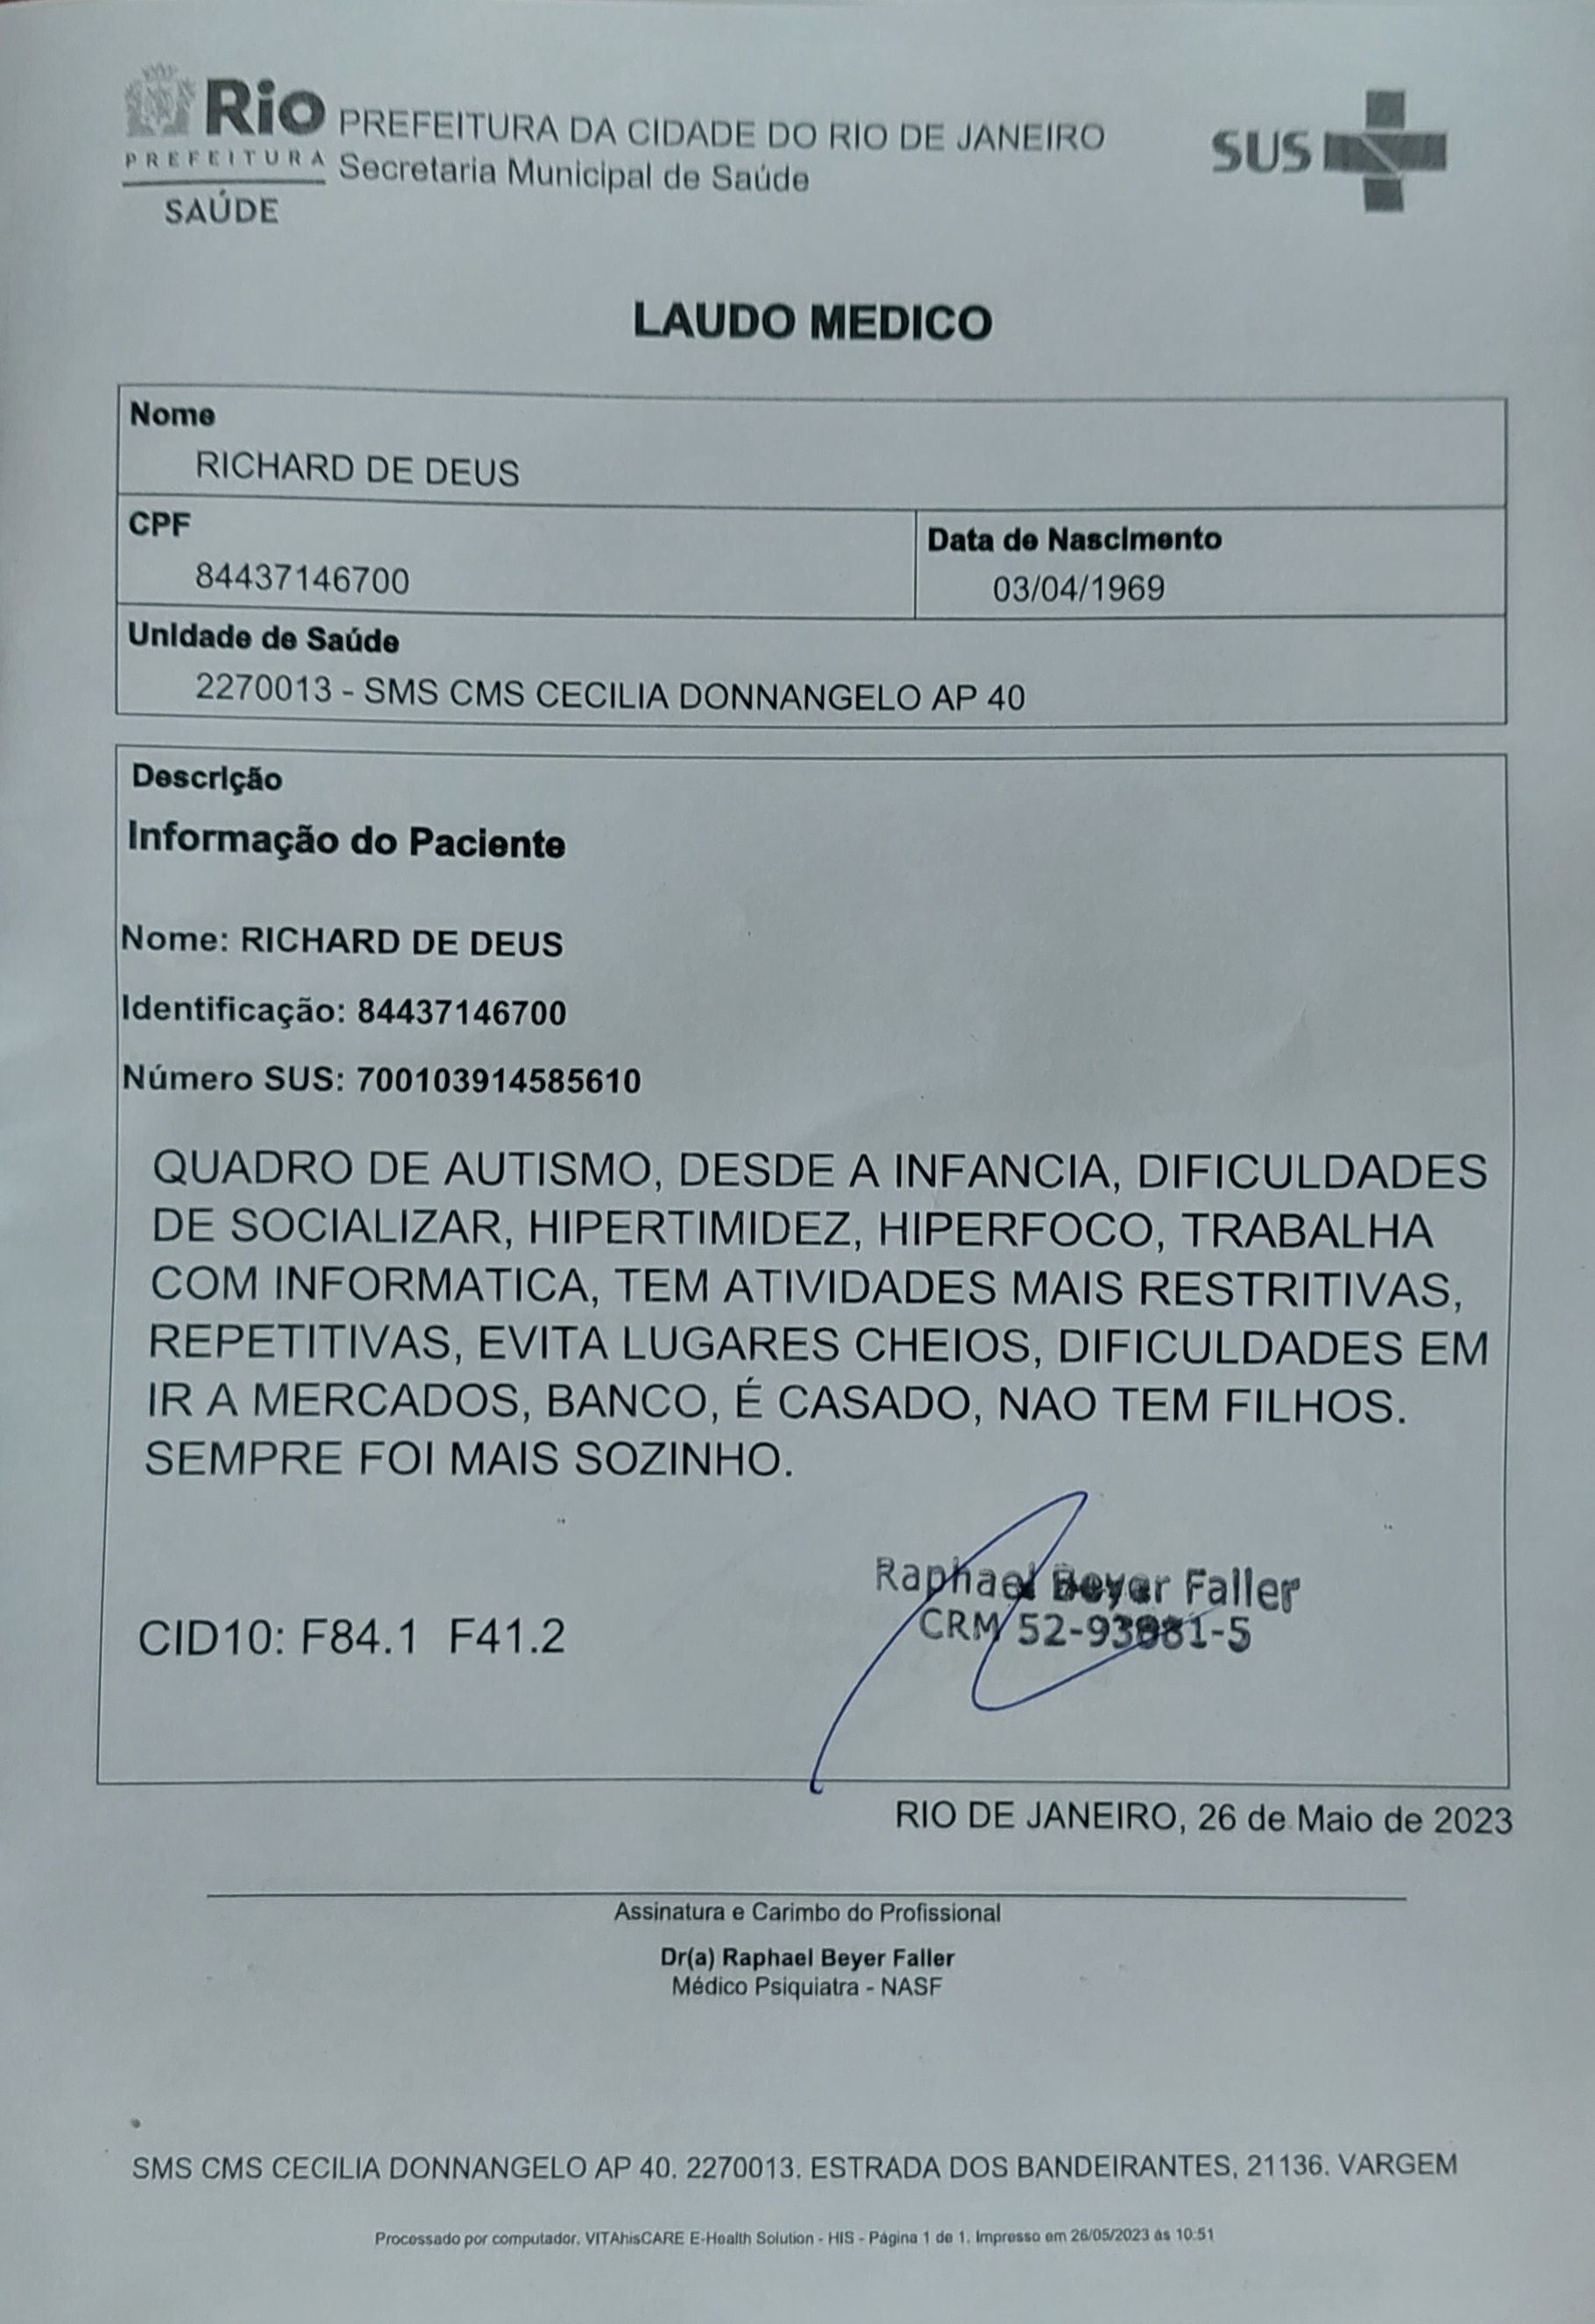 Rio PREFEITURA DA CIDADE DO RIO DE JANEIRO
PREFEITURA Secretaria Municipal de Saúde
SAÚDE
SUS
LAUDO MEDICO
Nome
RICHARD DE DEUS
CPF
84437146700
Data de Nascimento
03/04/1969
Unidade de Saúde
2270013 - SMS CMS CECILIA DONNANGELO AP 40
Descrição
Informação do Paciente
Nome: RICHARD DE DEUS
Identificação: 84437146700
Número SUS: 700103914585610
QUADRO DE AUTISMO, DESDE A INFANCIA, DIFICULDADES
DE SOCIALIZAR, HIPERTIMIDEZ, HIPERFOCO, TRABALHA
COM INFORMATICA, TEM ATIVIDADES MAIS RESTRITIVAS,
REPETITIVAS, EVITA LUGARES CHEIOS, DIFICULDADES EM
IR A MERCADOS, BANCO, É CASADO, NAO TEM FILHOS.
SEMPRE FOI MAIS SOZINHO.
Raphael Beyer Faller
CRM
CID10: F84.1 F41.2
RIO DE JANEIRO, 26 de Maio de 2023
Assinatura e Carimbo do Profissional
Dr(a) Raphael Beyer Faller
Médico Psiquiatra - NASF
SMS CMS CECILIA DONNANGELO AP 40. 2270013. ESTRADA DOS BANDEIRANTES, 21136. VARGEM
Processado por computador. VITAhisCARE E-Health Solution - HIS - Página 1 de 1. Impresso em 26/05/2023 às 10:51